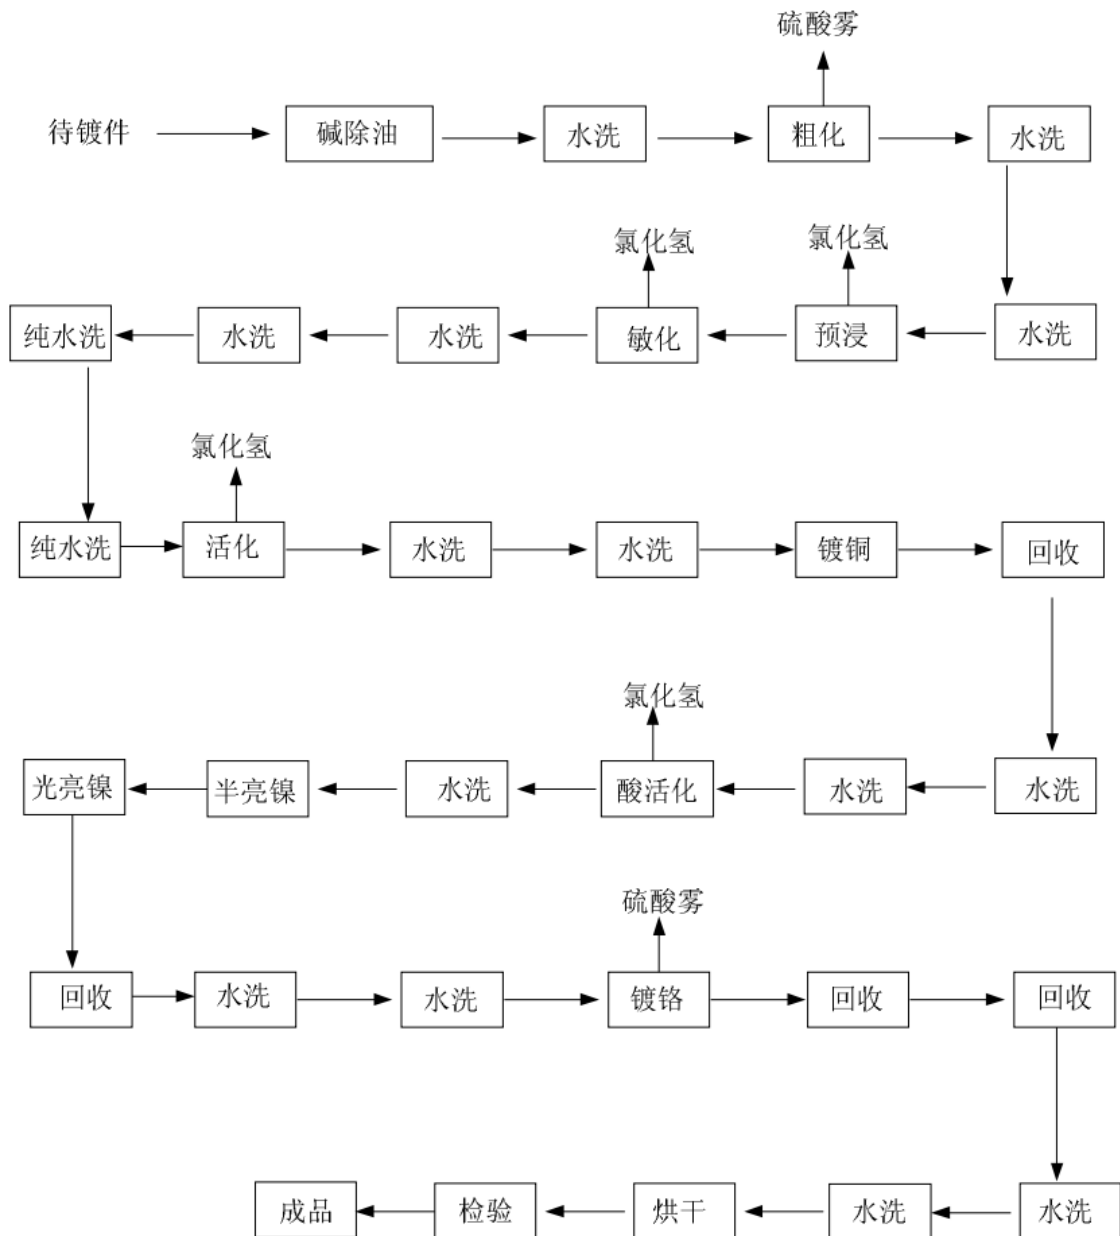 硫酸雾
待镀件 碱除油 水洗 粗化 水洗
氯化氢 氯化氢
纯水洗 水洗 水洗 敏化 预浸 水洗
氯化氢
纯水洗 活化 水洗 水洗 镀铜 回收
氯化氢
光亮镍 半亮镍 水洗 酸活化 水洗 水洗
硫酸雾
回收 水洗 水洗 镀铬 回收 回收
成品 检验 烘干 水洗 水洗